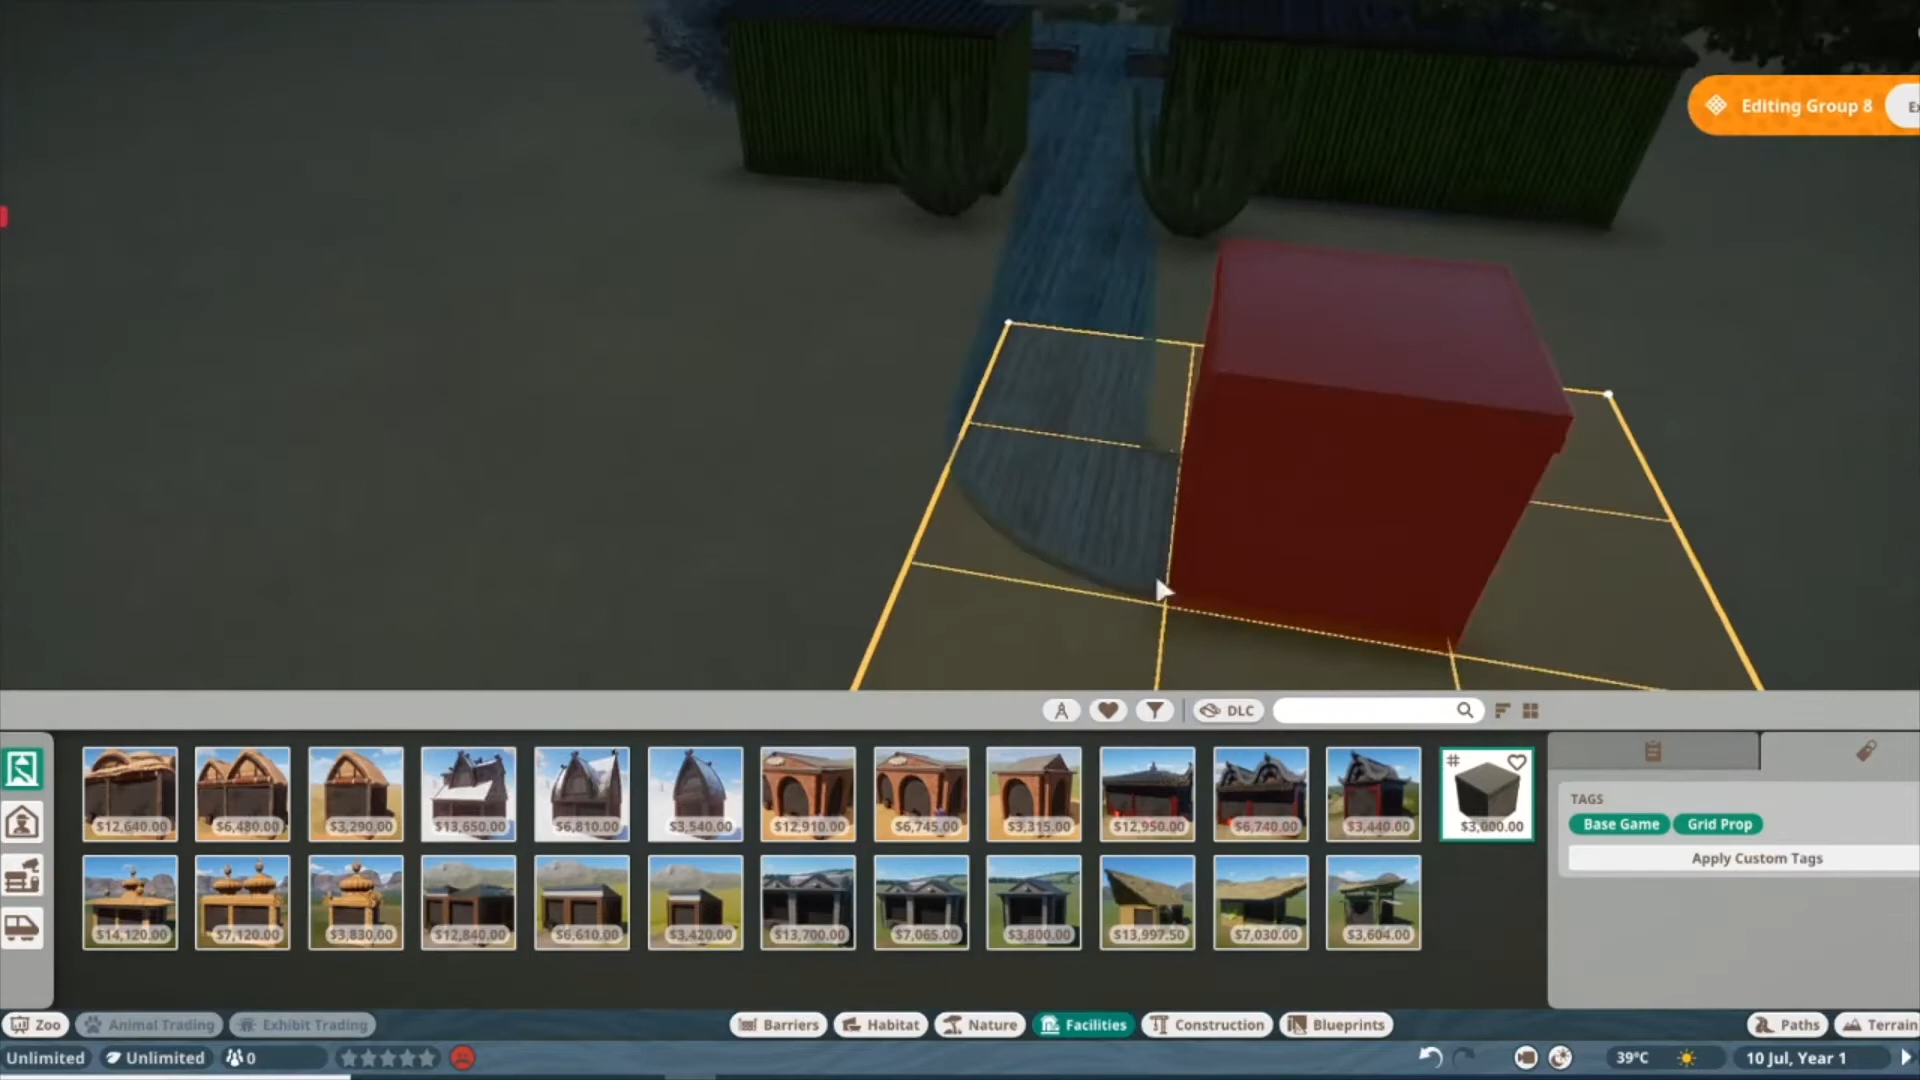 Editing Group 8
Ex
DLC
$12,640.00
$6,480.00
$3,290.00
$13,650.00
$6,810.00
$3,540.00
$12,910.00
$6,745.00
$3,315.00
$12,950.00
$6,740.00
$3,440.00
#
$3,000.00
$14,120.00
$7,120.00
$3,830.00
$12,840.00
$6,610.00
$3,420.00
$13,700.00
$7,065.00
$3,800.00
$13,997.50
$7,030.00
$3,604.00
TAGS
Base Game
Grid Prop
Apply Custom Tags
Zoo
Animal Trading
Exhibit Trading
Barriers
Habitat
Nature
Facilities
Construction
Blueprints
Paths
Terrain
Unlimited
Unlimited
0
39°C
10 Jul, Year 1